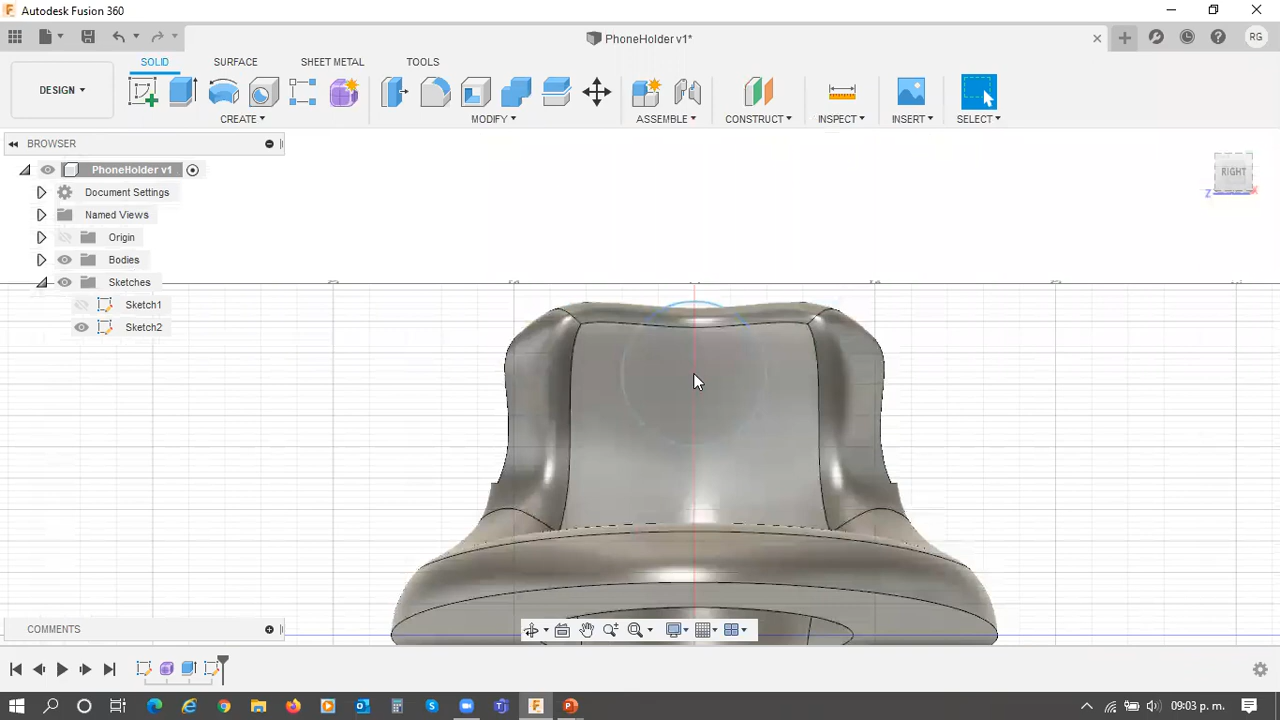 Autodesk Fusion 360
PhoneHolder v1*
RG
DESIGN
SOLID
SURFACE
SHEET METAL
TOOLS
CREATE
MODIFY
ASSEMBLE
CONSTRUCT
INSPECT
INSERT
SELECT
BROWSER
PhoneHolder v1
Document Settings
Named Views
Origin
Bodies
Sketches
Sketch1
Sketch2
RIGHT
Z
X
COMMENTS
09:03 p. m.